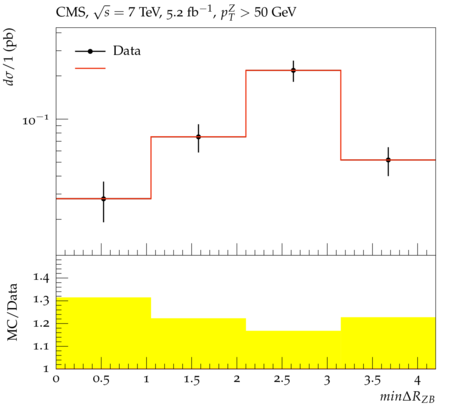 CMS, √s = 7 TeV, 5.2 fb⁻¹, p_T^Z > 50 GeV
dσ/1 (pb)
Data
10⁻¹
MC/Data
1.4
1.3
1.2
1.1
1
0 0.5 1 1.5 2 2.5 3 3.5 4
minΔR_ZB